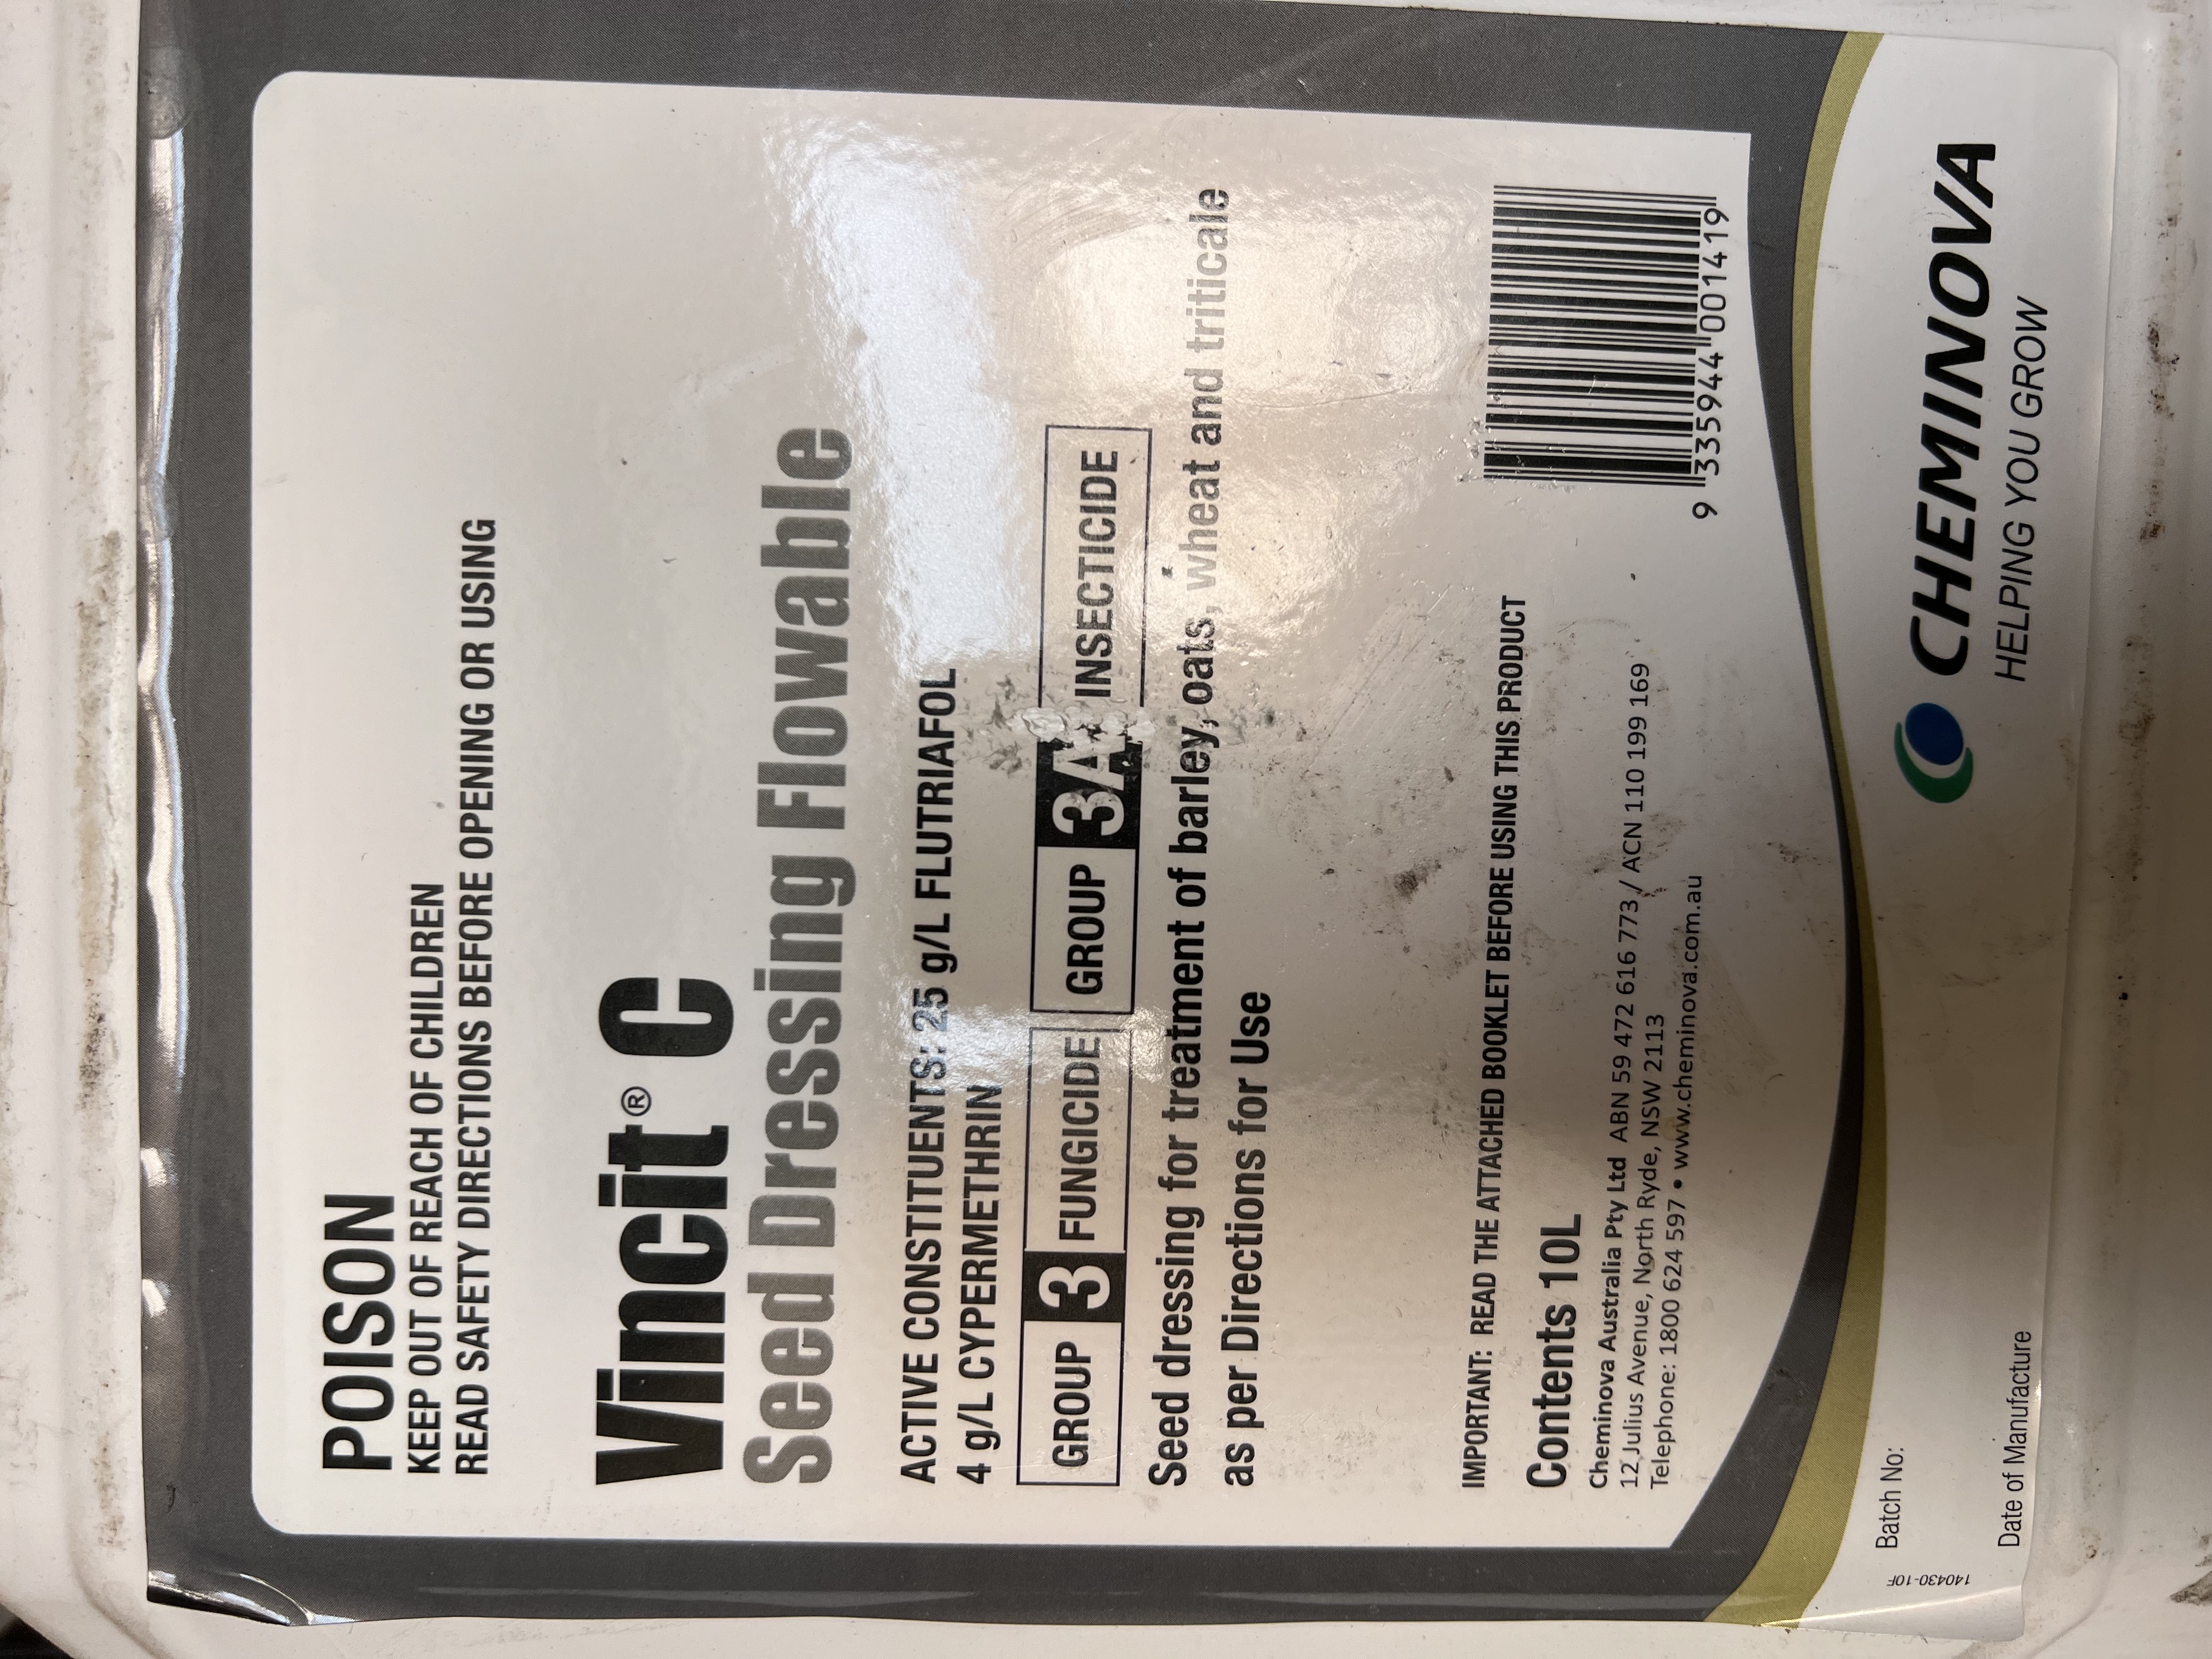 POISON
KEEP OUT OF REACH OF CHILDREN
READ SAFETY DIRECTIONS BEFORE OPENING OR USING
Vincit® C
Seed Dressing Flowable
ACTIVE CONSTITUENTS: 25 g/L FLUTRIAFOL
4 g/L CYPERMETHRIN
GROUP 3 FUNGICIDE GROUP 3A INSECTICIDE
Seed dressing for treatment of barley, oats, wheat and triticale
as per Directions for Use
IMPORTANT: READ THE ATTACHED BOOKLET BEFORE USING THIS PRODUCT
Contents 10L
Cheminova Australia Pty Ltd ABN 59 472 616 773 / ACN 110 199 169
12 Julius Avenue, North Ryde, NSW 2113
Telephone: 1800 624 597 • www.cheminova.com.au
9 335944 001419
CHEMINOVA
HELPING YOU GROW
Batch No:
Date of Manufacture
140430-10F